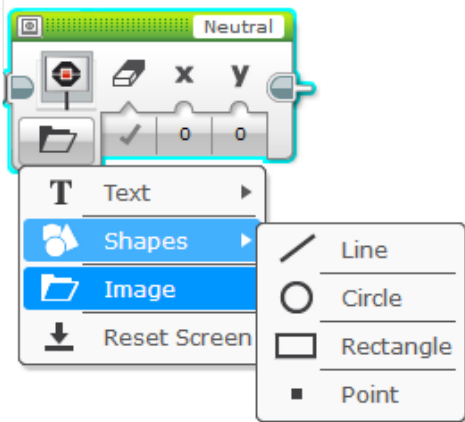 Neutral
x y
0 0
T Text
Shapes
Image
Reset Screen
Line
Circle
Rectangle
Point